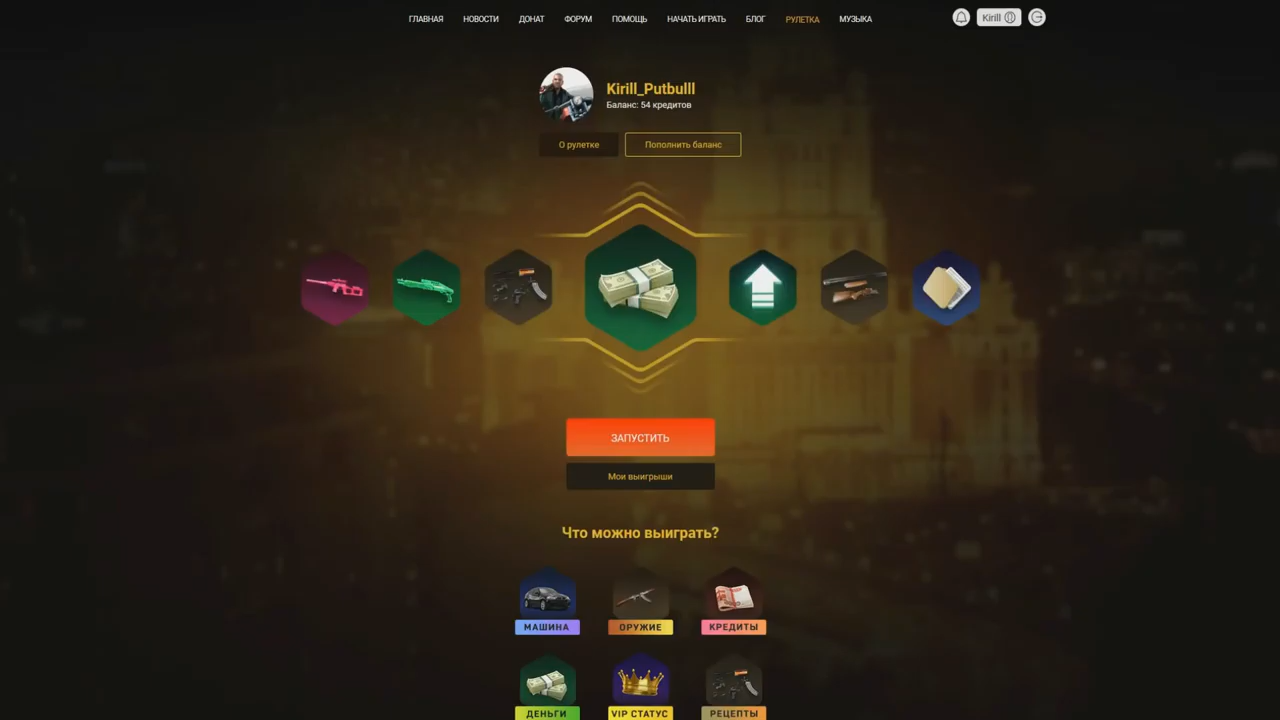 ГЛАВНАЯ НОВОСТИ ДОНАТ ФОРУМ ПОМОЩЬ НАЧАТЬ ИГРАТЬ БЛОГ РУЛЕТКА МУЗЫКА Kirill
Kirill_Putbulll
Баланс: 54 кредитов
О рулетке Пополнить баланс
ЗАПУСТИТЬ
Мои выигрыши
Что можно выиграть?
МАШИНА ОРУЖИЕ КРЕДИТЫ
ДЕНЬГИ VIP СТАТУС РЕЦЕПТЫ